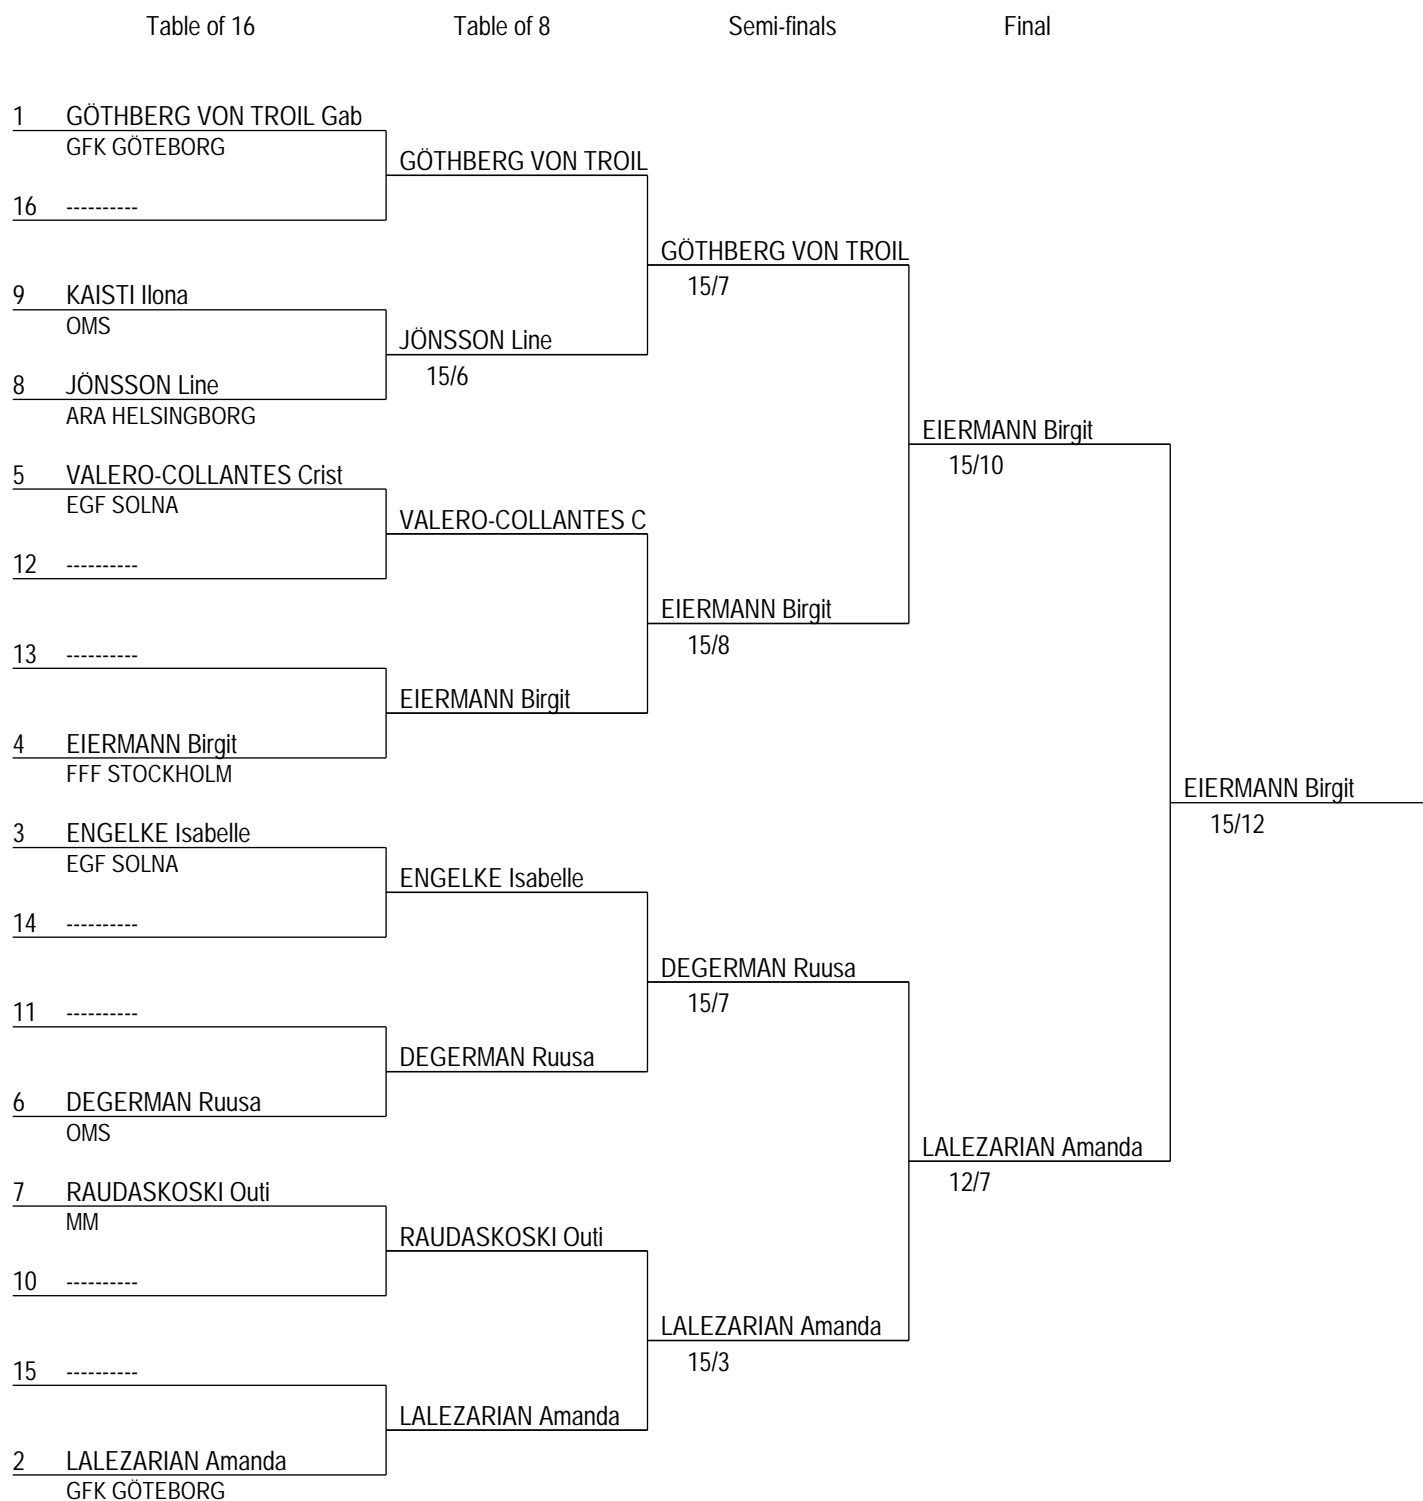 Table of 16 Table of 8 Semi-finals Final
1 GÖTHBERG VON TROIL Gab
GFK GÖTEBORG
GÖTHBERG VON TROIL
16 ----------
GÖTHBERG VON TROIL
15/7
9 KAISTI Ilona
OMS
JÖNSSON Line
15/6
8 JÖNSSON Line
ARA HELSINGBORG
EIERMANN Birgit
15/10
5 VALERO-COLLANTES Crist
EGF SOLNA
VALERO-COLLANTES C
12 ----------
EIERMANN Birgit
15/8
13 ----------
EIERMANN Birgit
4 EIERMANN Birgit
FFF STOCKHOLM
EIERMANN Birgit
15/12
3 ENGELKE Isabelle
EGF SOLNA
ENGELKE Isabelle
14 ----------
DEGERMAN Ruusa
15/7
11 ----------
DEGERMAN Ruusa
6 DEGERMAN Ruusa
OMS
LALEZARIAN Amanda
12/7
7 RAUDASKOSKI Outi
MM
RAUDASKOSKI Outi
10 ----------
LALEZARIAN Amanda
15/3
15 ----------
LALEZARIAN Amanda
2 LALEZARIAN Amanda
GFK GÖTEBORG